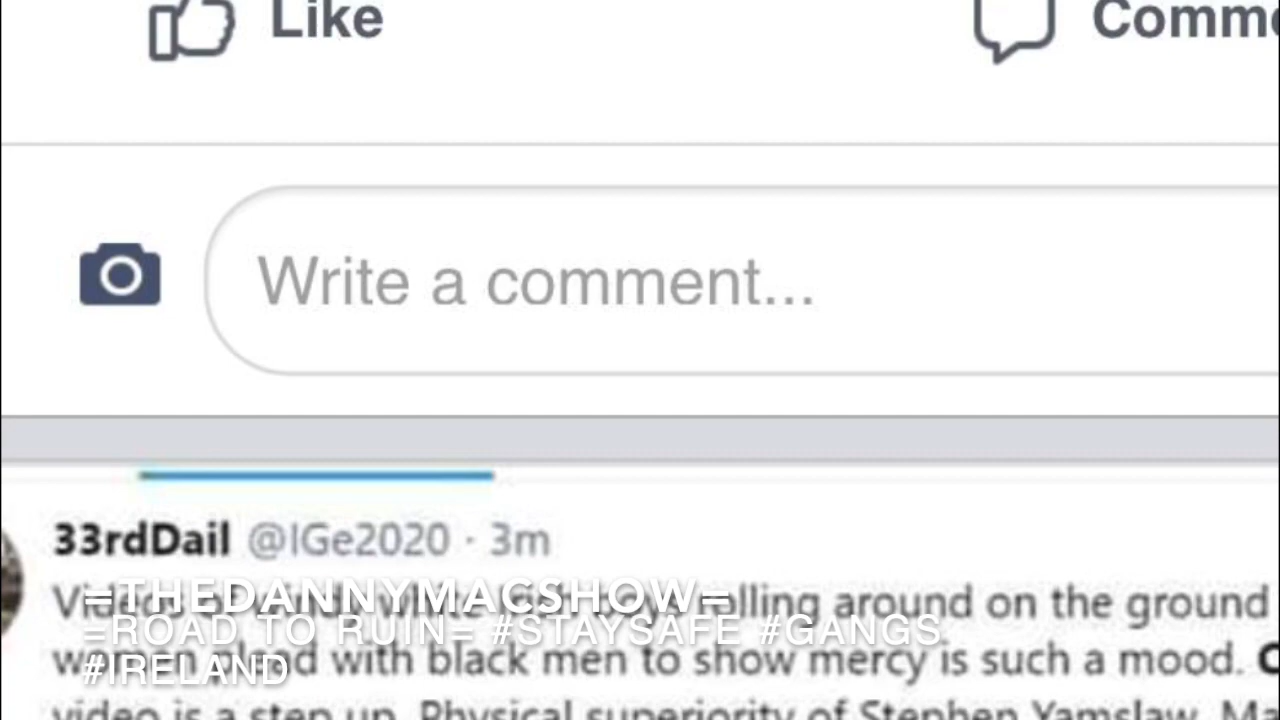 Like
Comme
Write a comment...
33rdDail @IGe2020 · 3m
=THEDANNYMACSHOW=
rolling around on the ground
=ROAD TO RUIN= #STAYSAFE #GANGS
with black men to show mercy is such a mood.
#IRELAND
video is a step up. Physical superiority of Stephen Yamslaw. Ma